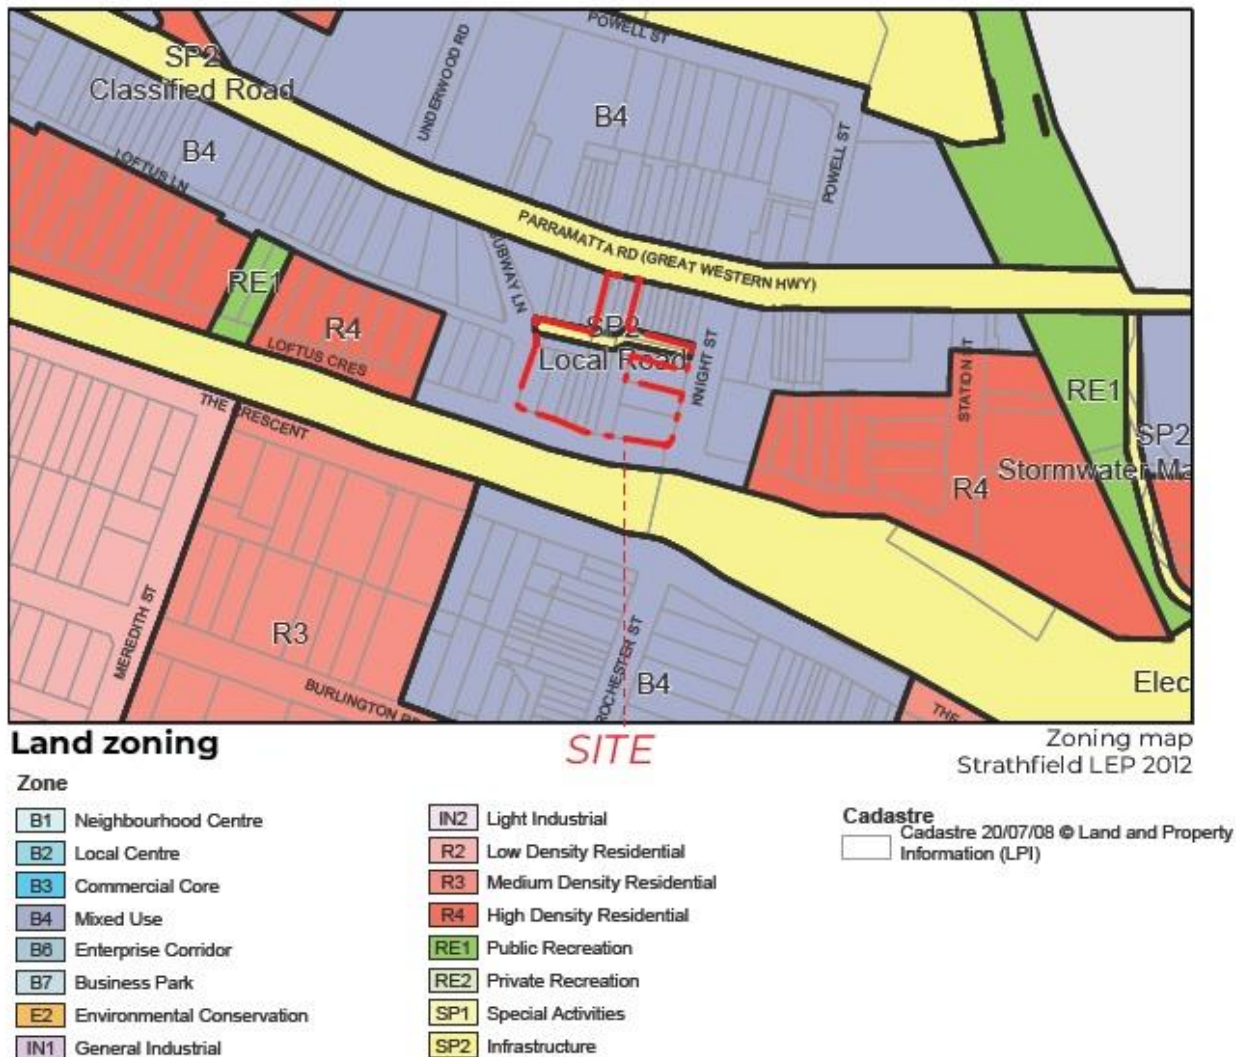 POWELL ST
SP2
Classified Road
UNDERWOOD RD
B4
B4
POWELL ST
LOFTUS LN
PARRAMATTA RD (GREAT WESTERN HWY)
SUBWAY LN
RE1
R4
SP2
Local Road
KNIGHT ST
LOFTUS CRES
STATION ST
RE1
THE CRESCENT
SP2
Stormwater Ma
R4
MEREDITH ST
R3
ROCHESTER ST
B4
Elec
BURLINGTON R
THE
Land zoning
SITE
Zoning map
Strathfield LEP 2012
Zone
B1 Neighbourhood Centre
B2 Local Centre
B3 Commercial Core
B4 Mixed Use
B6 Enterprise Corridor
B7 Business Park
E2 Environmental Conservation
IN1 General Industrial
IN2 Light Industrial
R2 Low Density Residential
R3 Medium Density Residential
R4 High Density Residential
RE1 Public Recreation
RE2 Private Recreation
SP1 Special Activities
SP2 Infrastructure
Cadastre
Cadastre 20/07/08 © Land and Property
Information (LPI)